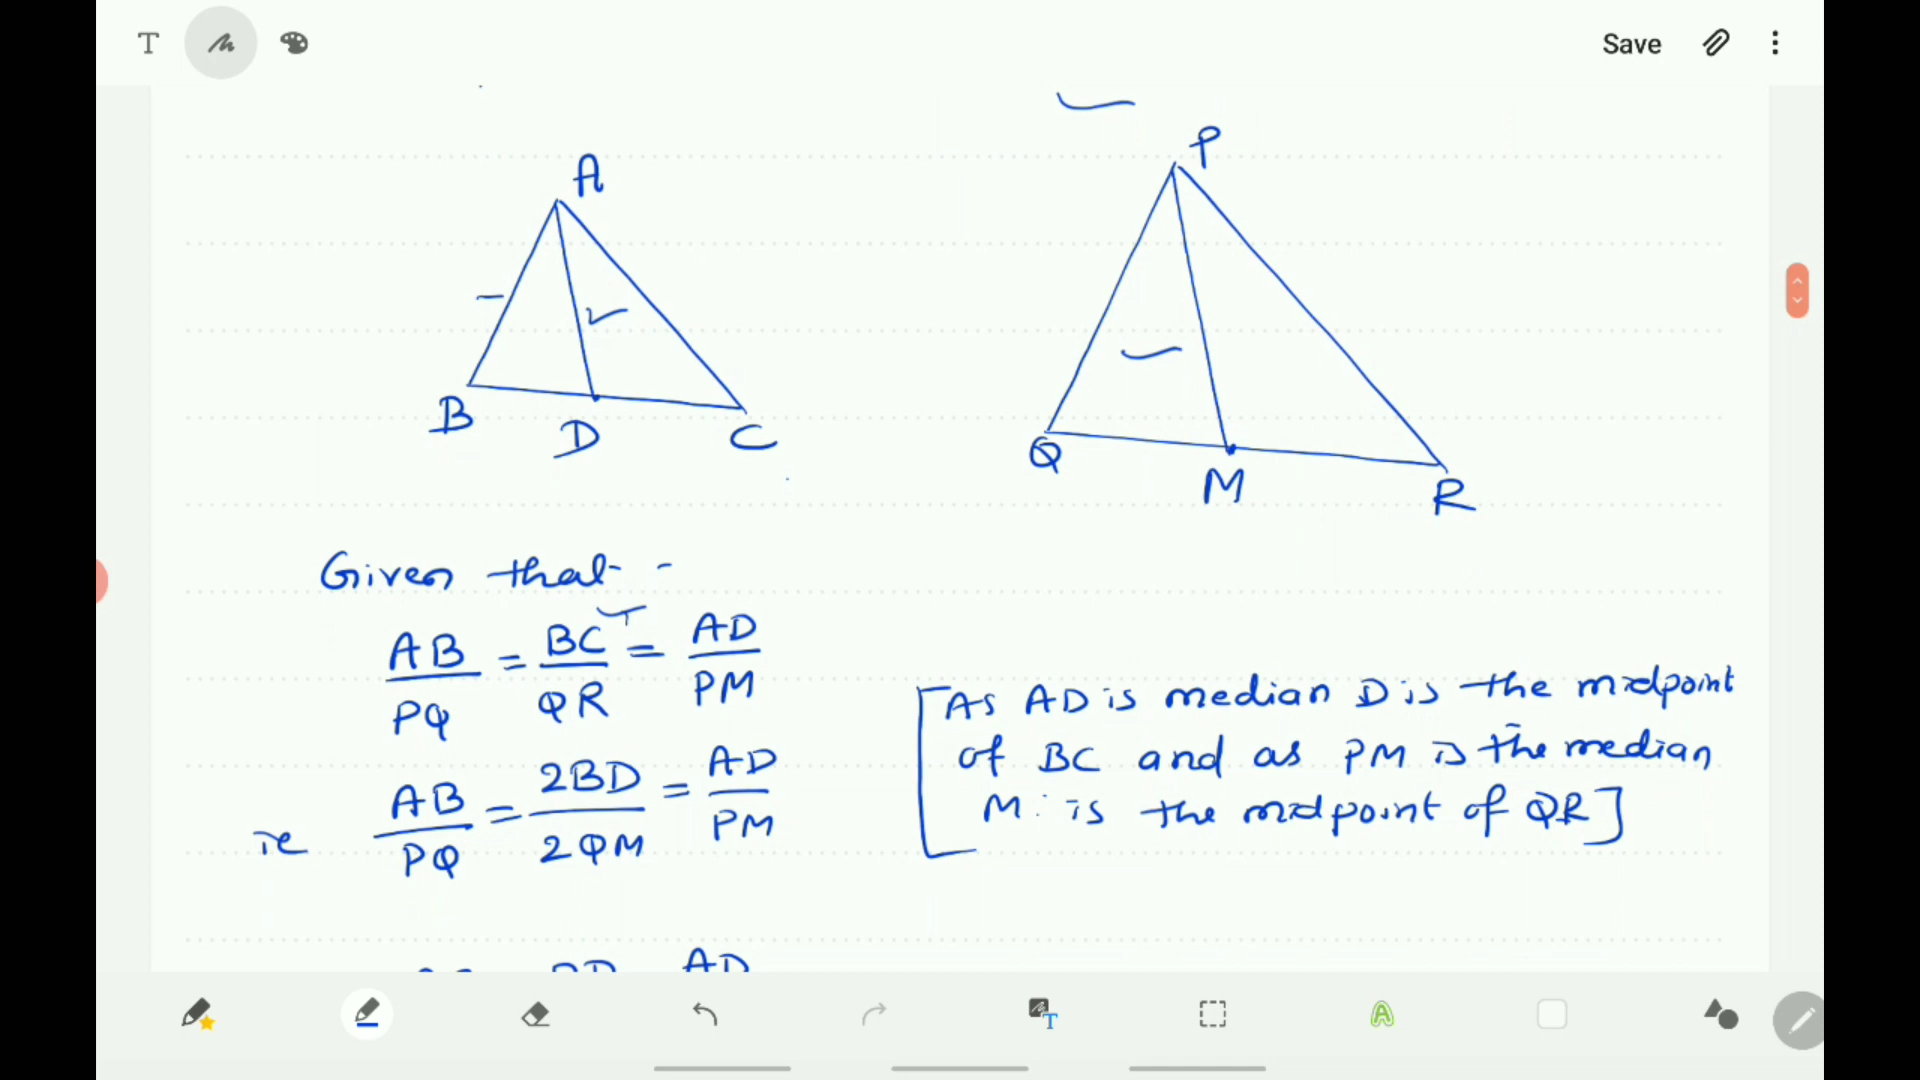 T
Save
A
P
B
D
C
Q
M
R
Given that -
AB/PQ = BC/QR = AD/PM
[As AD is median D is the midpoint
of BC and as PM is the median
M is the midpoint of QR]
ie AB/PQ = 2BD/2QM = AD/PM
AD